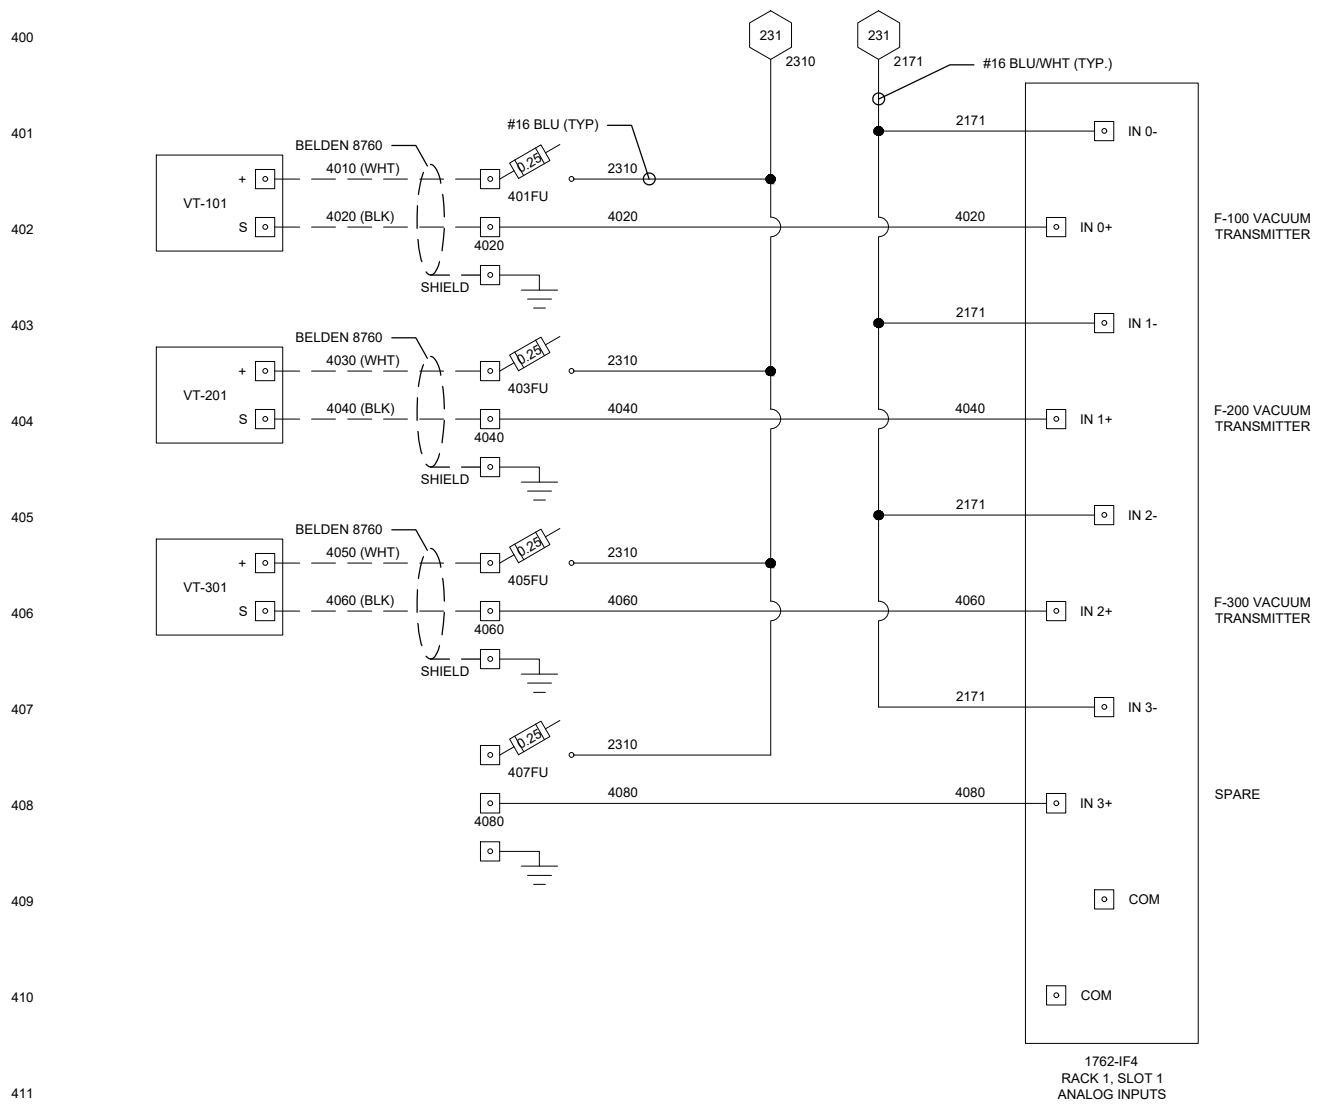 400
231
231
2310
2171
#16 BLU/WHT (TYP.)
401
#16 BLU (TYP)
2171
IN 0-
BELDEN 8760
0.25
+
4010 (WHT)
2310
401FU
VT-101
402
S
4020 (BLK)
4020
4020
4020
IN 0+
F-100 VACUUM
TRANSMITTER
SHIELD
403
2171
IN 1-
BELDEN 8760
0.25
+
4030 (WHT)
2310
403FU
VT-201
404
S
4040 (BLK)
4040
4040
4040
IN 1+
F-200 VACUUM
TRANSMITTER
SHIELD
405
2171
IN 2-
BELDEN 8760
0.25
+
4050 (WHT)
2310
405FU
VT-301
406
S
4060 (BLK)
4060
4060
4060
IN 2+
F-300 VACUUM
TRANSMITTER
SHIELD
407
2171
IN 3-
0.25
2310
407FU
408
4080
4080
4080
IN 3+
SPARE
409
COM
410
COM
1762-IF4
RACK 1, SLOT 1
ANALOG INPUTS
411